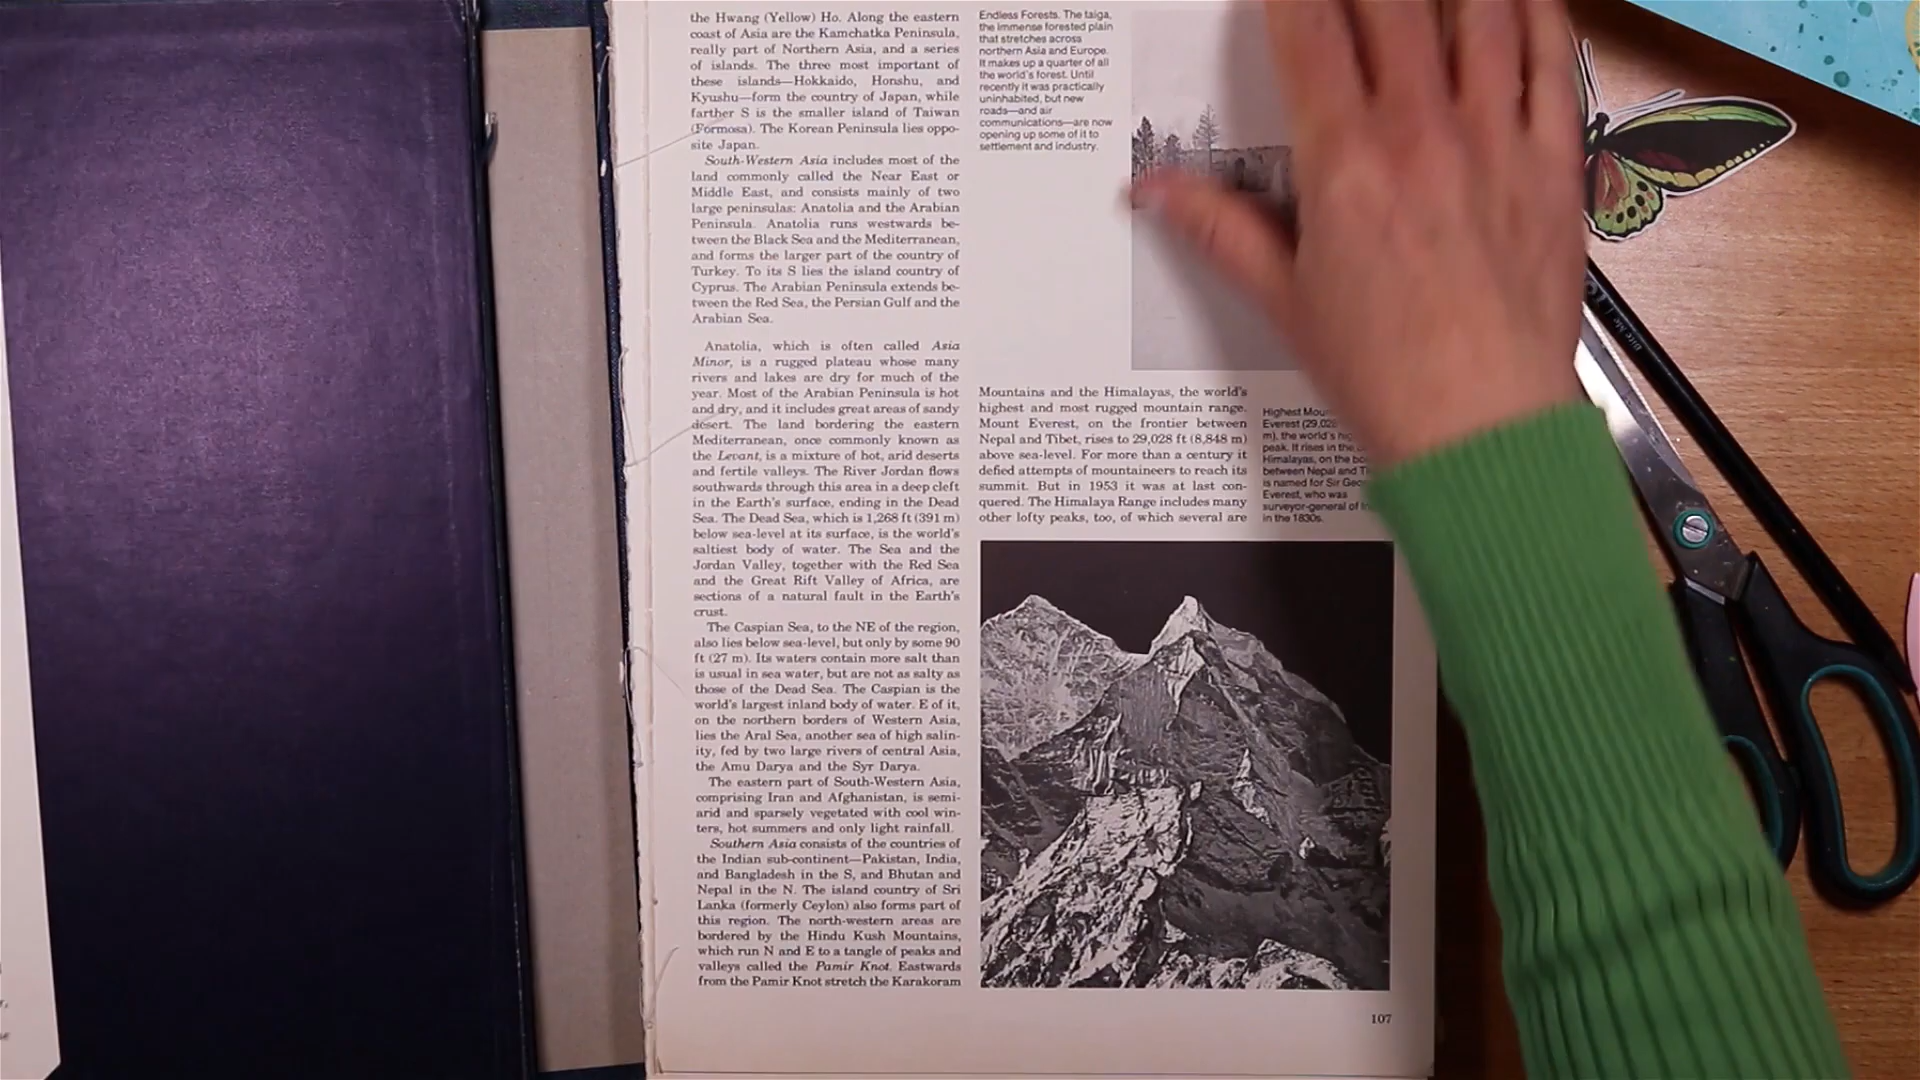 the Hwang (Yellow) Ho. Along the eastern
coast of Asia are the Kamchatka Peninsula,
really part of Northern Asia, and a series
of islands. The three most important of
these islands—Hokkaido, Honshu, and
Kyushu—form the country of Japan, while
farther S is the smaller island of Taiwan
(Formosa). The Korean Peninsula lies oppo-
site Japan.
South-Western Asia includes most of the
land commonly called the Near East or
Middle East, and consists mainly of two
large peninsulas: Anatolia and the Arabian
Peninsula. Anatolia runs westwards be-
tween the Black Sea and the Mediterranean,
and forms the larger part of the country of
Turkey. To its S lies the island country of
Cyprus. The Arabian Peninsula extends be-
tween the Red Sea, the Persian Gulf and the
Arabian Sea.
Anatolia, which is often called Asia
Minor, is a rugged plateau whose many
rivers and lakes are dry for much of the
year. Most of the Arabian Peninsula is hot
and dry, and it includes great areas of sandy
desert. The land bordering the eastern
Mediterranean, once commonly known as
the Levant, is a mixture of hot, arid deserts
and fertile valleys. The River Jordan flows
southwards through this area in a deep cleft
in the Earth's surface, ending in the Dead
Sea. The Dead Sea, which is 1,268 ft (391 m)
below sea-level at its surface, is the world's
saltiest body of water. The Sea and the
Jordan Valley, together with the Red Sea
and the Great Rift Valley of Africa, are
sections of a natural fault in the Earth's
crust.
The Caspian Sea, to the NE of the region,
also lies below sea-level, but only by some 90
ft (27 m). Its waters contain more salt than
is usual in sea water, but are not as salty as
those of the Dead Sea. The Caspian is the
world's largest inland body of water. E of it,
on the northern borders of Western Asia,
lies the Aral Sea, another sea of high salin-
ity, fed by two large rivers of central Asia,
the Amu Darya and the Syr Darya.
The eastern part of South-Western Asia,
comprising Iran and Afghanistan, is semi-
arid and sparsely vegetated with cool win-
ters, hot summers and only light rainfall.
Southern Asia consists of the countries of
the Indian sub-continent—Pakistan, India,
and Bangladesh in the S, and Bhutan and
Nepal in the N. The island country of Sri
Lanka (formerly Ceylon) also forms part of
this region. The north-western areas are
bordered by the Hindu Kush Mountains,
which run N and E to a tangle of peaks and
valleys called the Pamir Knot. Eastwards
from the Pamir Knot stretch the Karakoram
Endless Forests. The taiga,
the immense forested plain
that stretches across
northern Asia and Europe.
It makes up a quarter of all
the world's forest. Until
recently it was practically
uninhabited, but new
roads—and air
communications—are now
opening up some of it to
settlement and industry.
Mountains and the Himalayas, the world's
highest and most rugged mountain range.
Mount Everest, on the frontier between
Nepal and Tibet, rises to 29,028 ft (8,848 m)
above sea-level. For more than a century it
defied attempts of mountaineers to reach its
summit. But in 1953 it was at last con-
quered. The Himalaya Range includes many
other lofty peaks, too, of which several are
Highest
Everest (29,028
m), the world's
peak. It rises in the
Himalayas, on the
between Nepal and
is named for Sir
Everest, who was
surveyor-general of
in the 1830s.
107